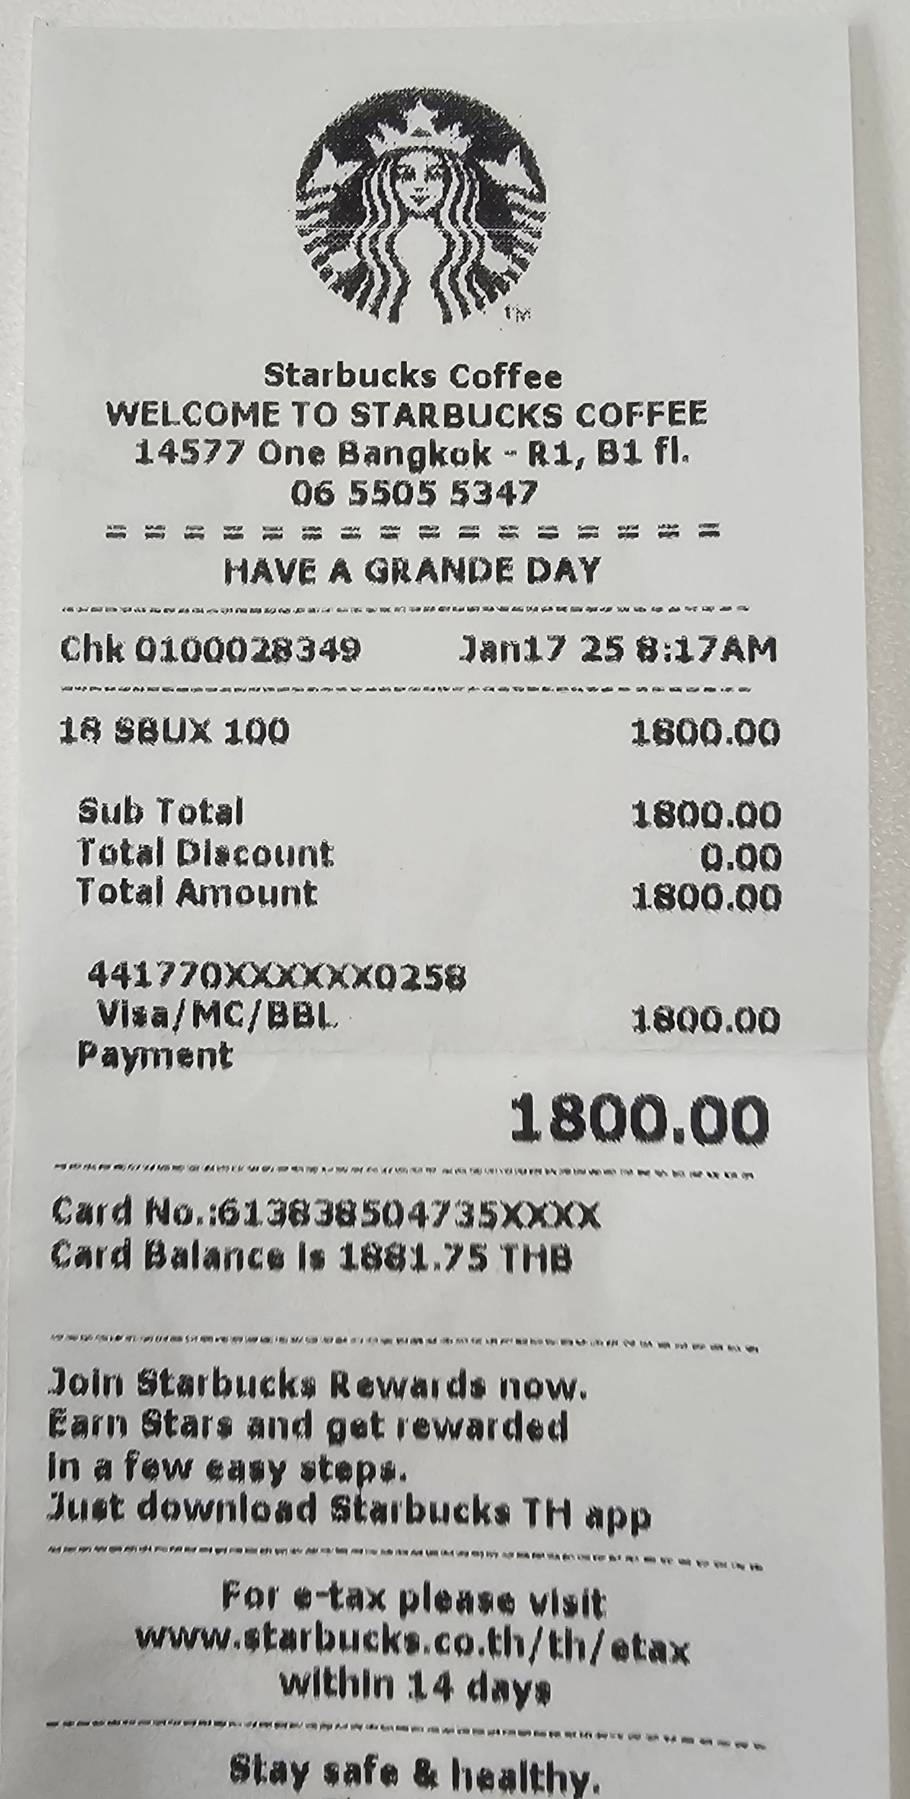 TM
Starbucks Coffee
WELCOME TO STARBUCKS COFFEE
14577 One Bangkok - R1, B1 fl.
06 5505 5347
= = = = = = = = = = = = = = = =
HAVE A GRANDE DAY
Chk 0100028349 Jan17 25 8:17AM
18 SBUX 100 1800.00
Sub Total 1800.00
Total Discount 0.00
Total Amount 1800.00
441770XXXXXX0258
Visa/MC/BBL 1800.00
Payment
1800.00
Card No.:613838504735XXXX
Card Balance is 1881.75 THB
Join Starbucks Rewards now.
Earn Stars and get rewarded
in a few easy steps.
Just download Starbucks TH app
For e-tax please visit
www.starbucks.co.th/th/etax
within 14 days
Stay safe & healthy.